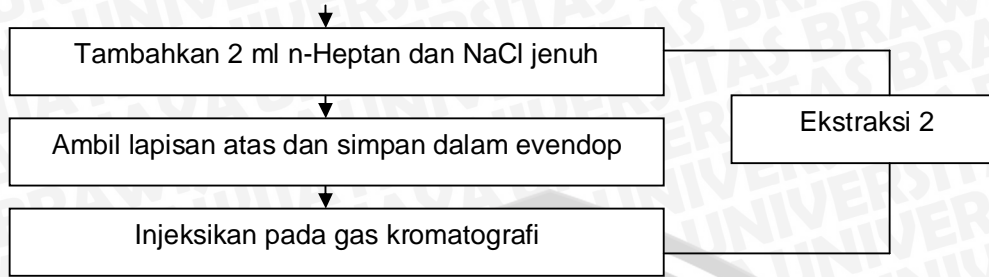 Tambahkan 2 ml n-Heptan dan NaCl jenuh
Ekstraksi 2
Ambil lapisan atas dan simpan dalam evendop
Injeksikan pada gas kromatografi